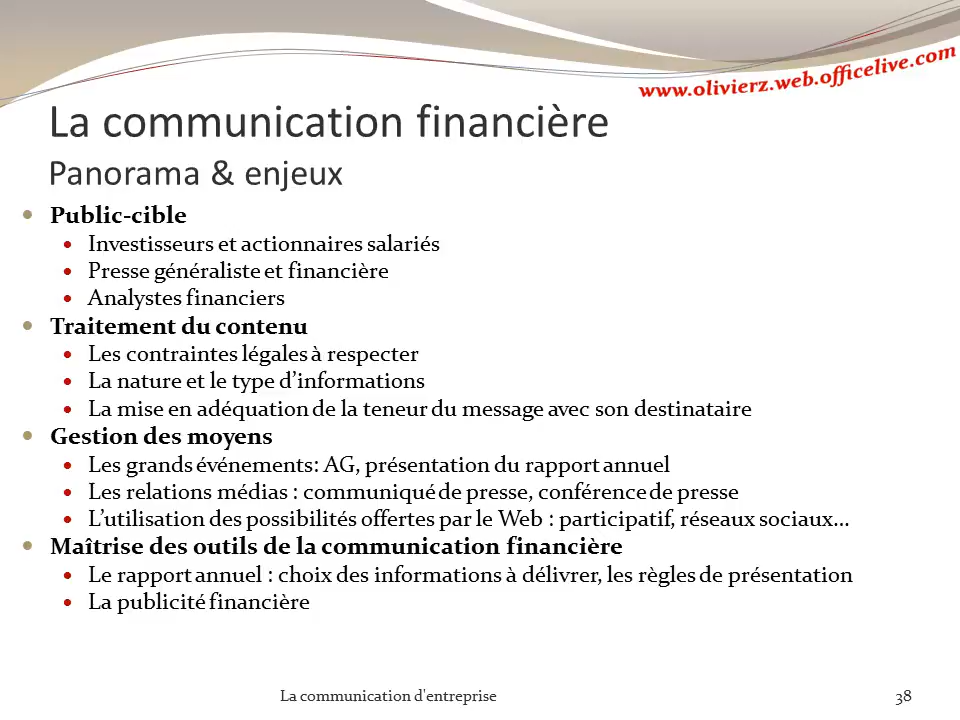 www.olivierz.web.officelive.com
La communication financière
Panorama & enjeux
Public-cible
Investisseurs et actionnaires salariés
Presse généraliste et financière
Analystes financiers
Traitement du contenu
Les contraintes légales à respecter
La nature et le type d’informations
La mise en adéquation de la teneur du message avec son destinataire
Gestion des moyens
Les grands événements: AG, présentation du rapport annuel
Les relations médias : communiqué de presse, conférence de presse
L’utilisation des possibilités offertes par le Web : participatif, réseaux sociaux…
Maîtrise des outils de la communication financière
Le rapport annuel : choix des informations à délivrer, les règles de présentation
La publicité financière
La communication d'entreprise
38